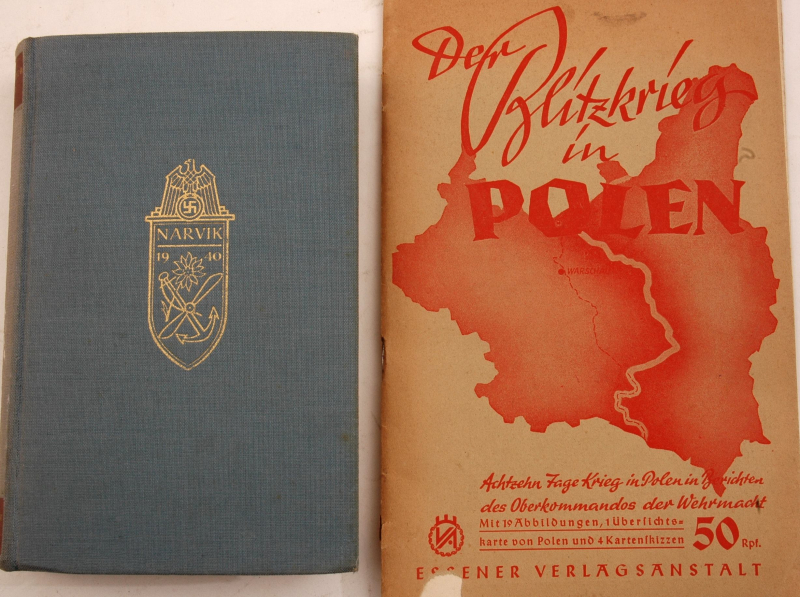 NARVIK
19 40
Der
Blitzkrieg
in
POLEN
WARSCHAU
Achtzehn Tage Krieg in Polen in Berichten
des Oberkommandos der Wehrmacht
Mit 19 Abbildungen, 1 Überſichts=
karte von Polen und 4 Kartenſkizzen
50 Rpf.
ESSENER VERLAGSANSTALT